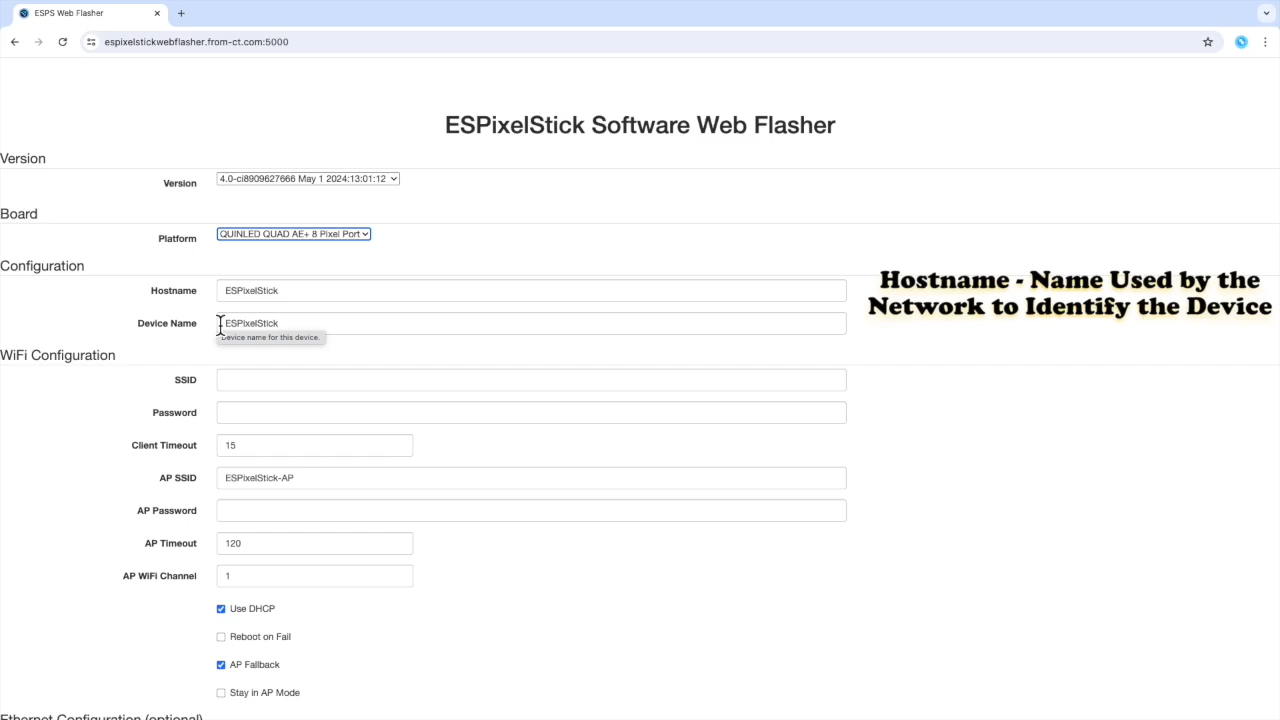 ESPS Web Flasher
espixelstickwebflasher.from-ct.com:5000
ESPixelStick Software Web Flasher
Version
Version
4.0-ci8909627666 May 1 2024:13:01:12
Board
Platform
QUINLED QUAD AE+ 8 Pixel Port
Configuration
Hostname
ESPixelStick
Hostname - Name Used by the
Network to Identify the Device
Device Name
ESPixelStick
Device name for this device.
WiFi Configuration
SSID
Password
Client Timeout
15
AP SSID
ESPixelStick-AP
AP Password
AP Timeout
120
AP WiFi Channel
1
Use DHCP
Reboot on Fail
AP Fallback
Stay in AP Mode
Ethernet Configuration (optional)